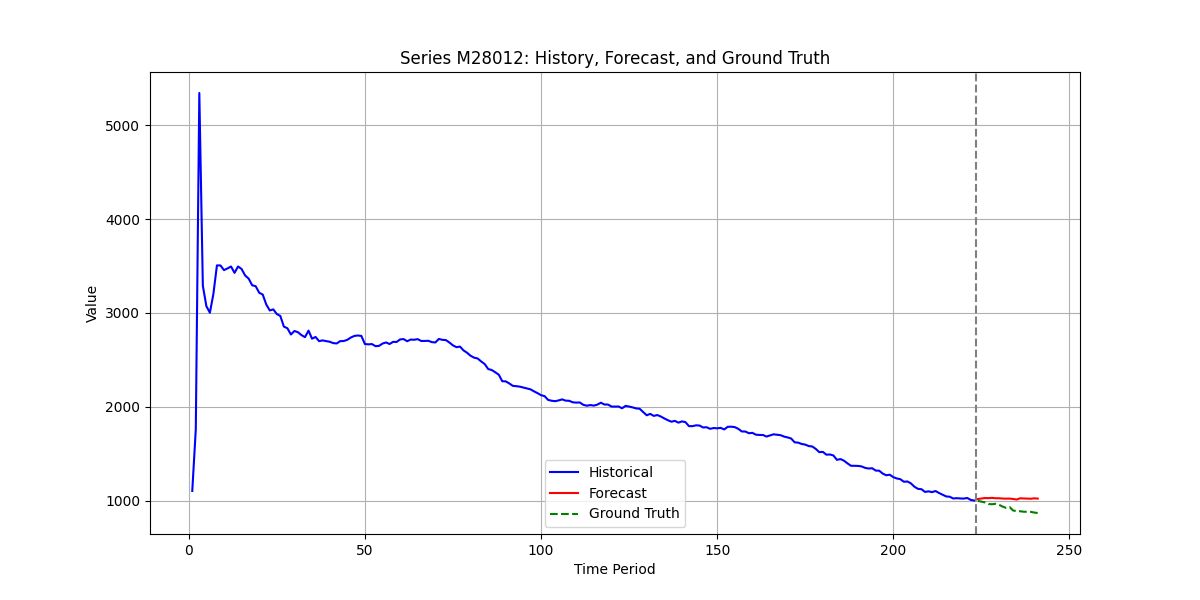 Series M28012: History, Forecast, and Ground Truth
Value
5000
4000
3000
2000
1000
Historical
Forecast
Ground Truth
0
50
100
150
200
250
Time Period